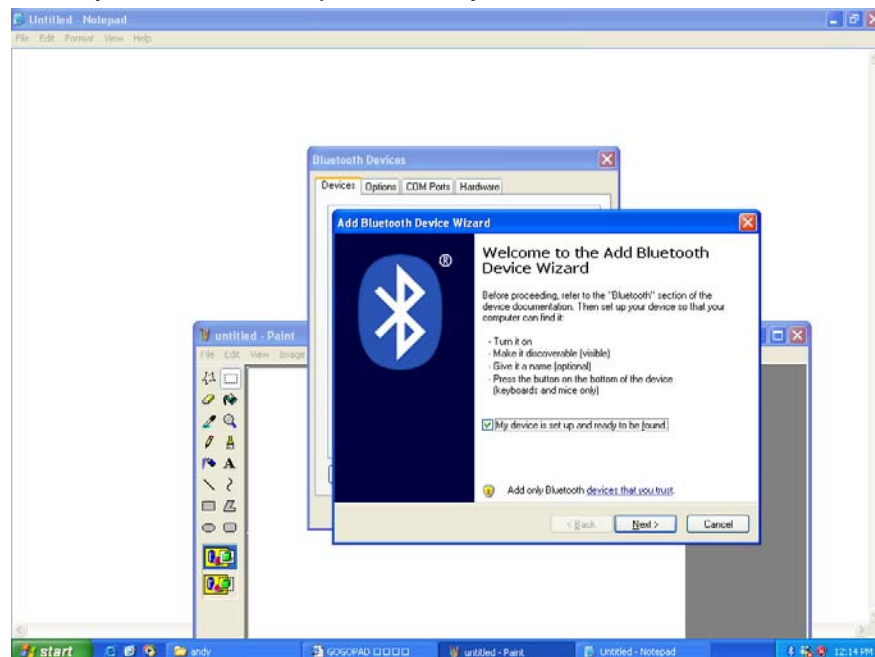 Untitled - Notepad
File Edit Format View Help
Bluetooth Devices
Devices Options COM Ports Hardware
Add Bluetooth Device Wizard
®
Welcome to the Add Bluetooth
Device Wizard
Before proceeding, refer to the "Bluetooth" section of the
device documentation. Then set up your device so that your
computer can find it:
- Turn it on
- Make it discoverable (visible)
- Give it a name (optional)
- Press the button on the bottom of the device
(keyboards and mice only)
My device is set up and ready to be found.
Add only Bluetooth devices that you trust.
< Back Next > Cancel
untitled - Paint
File Edit View Image
A
start andy GOGOPAD □□□□ untitled - Paint Untitled - Notepad 12:14 PM